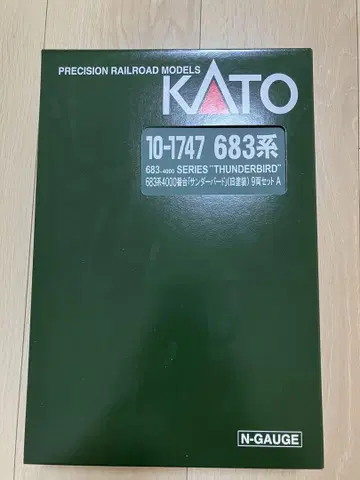 PRECISION RAILROAD MODELS
KATO
10-1747 683系
683-4000 SERIES "THUNDERBIRD"
683系4000番台「サンダーバード」(旧塗装) 9両セット A
N-GAUGE